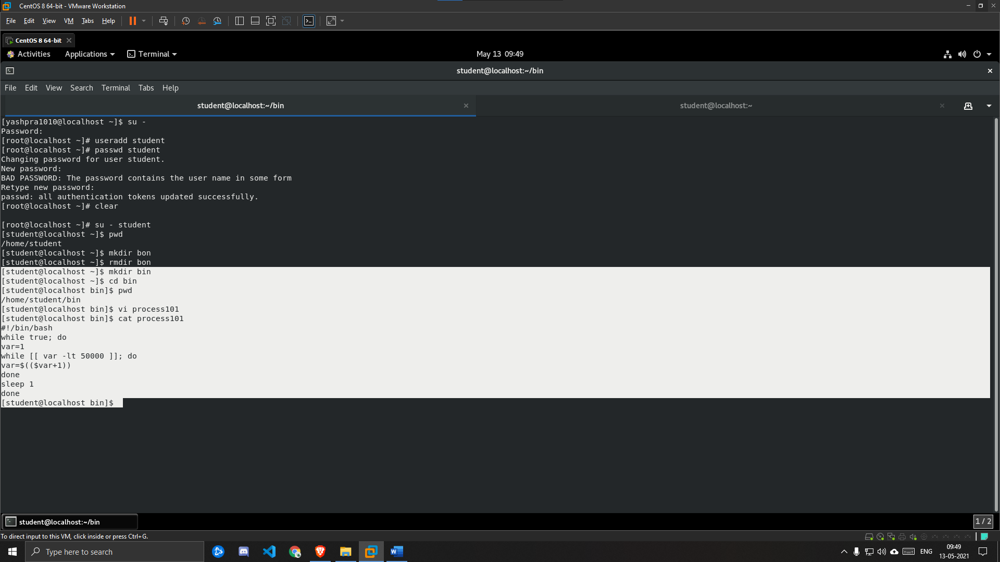 CentOS 8 64-bit - VMware Workstation
File Edit View VM Tabs Help
CentOS 8 64-bit
Activities Applications Terminal May 13 09:49
student@localhost:~/bin
File Edit View Search Terminal Tabs Help
student@localhost:~/bin student@localhost:~
[yashpra1010@localhost ~]$ su -
Password:
[root@localhost ~]# useradd student
[root@localhost ~]# passwd student
Changing password for user student.
New password:
BAD PASSWORD: The password contains the user name in some form
Retype new password:
passwd: all authentication tokens updated successfully.
[root@localhost ~]# clear
[root@localhost ~]# su - student
[student@localhost ~]$ pwd
/home/student
[student@localhost ~]$ mkdir bon
[student@localhost ~]$ rmdir bon
[student@localhost ~]$ mkdir bin
[student@localhost ~]$ cd bin
[student@localhost bin]$ pwd
/home/student/bin
[student@localhost bin]$ vi process101
[student@localhost bin]$ cat process101
#!/bin/bash
while true; do
var=1
while [[ var -lt 50000 ]]; do
var=$(($var+1))
done
sleep 1
done
[student@localhost bin]$
student@localhost:~/bin 1 / 2
To direct input to this VM, click inside or press Ctrl+G.
Type here to search ENG 09:49
13-05-2021